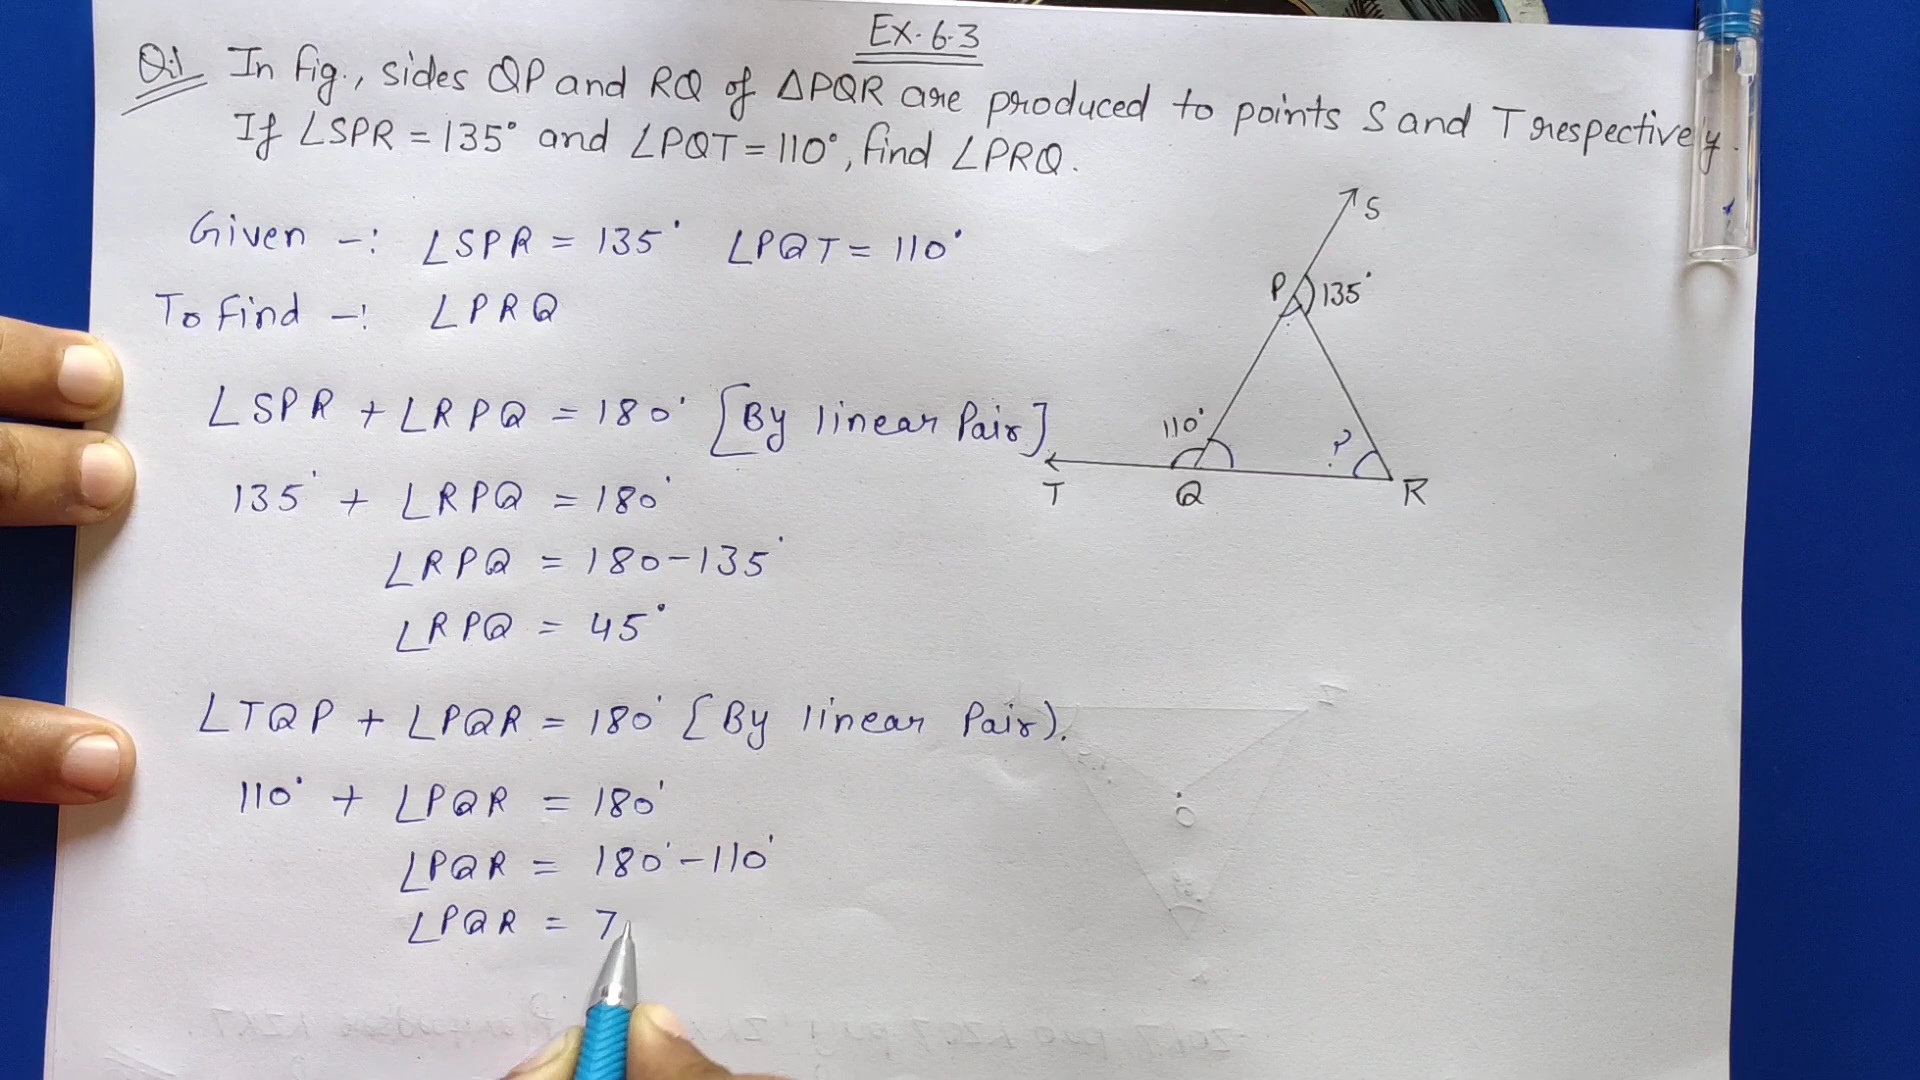 Ex. 6.3
Q.1 In fig., sides QP and RQ of △PQR are produced to points S and T respectively.
If ∠SPR = 135° and ∠PQT = 110°, find ∠PRQ.
Given -: ∠SPR = 135° ∠PQT = 110°
To Find -: ∠PRQ
∠SPR + ∠RPQ = 180° [By linear Pair]
135° + ∠RPQ = 180°
∠RPQ = 180-135°
∠RPQ = 45°
∠TQP + ∠PQR = 180° [By linear Pair).
110° + ∠PQR = 180°
∠PQR = 180°-110°
∠PQR = 7
S
P 135°
110° ?
T Q R
O